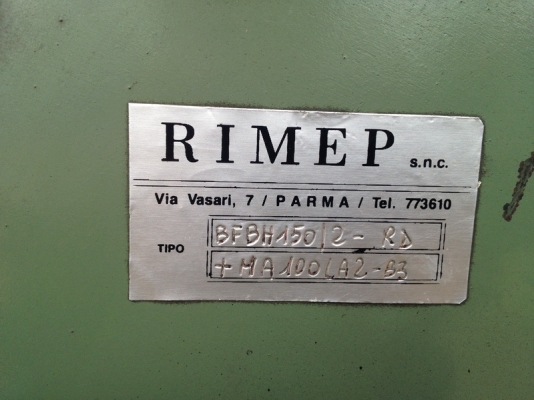 RIMEP s.n.c.
Via Vasari, 7 / PARMA / Tel. 773610
TIPO
BFBH150/2- RD
+MA100LA2-B3